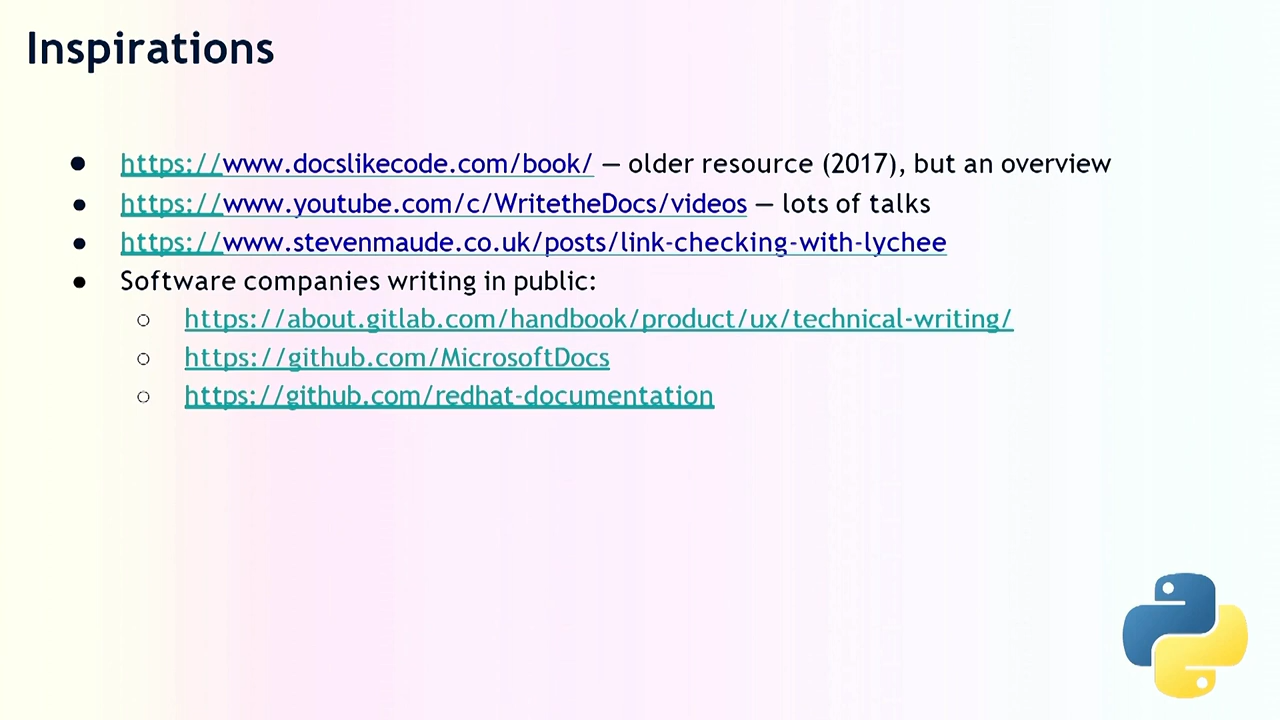 Inspirations
● https://www.docslikecode.com/book/ — older resource (2017), but an overview
● https://www.youtube.com/c/WritetheDocs/videos — lots of talks
● https://www.stevenmaude.co.uk/posts/link-checking-with-lychee
● Software companies writing in public:
○ https://about.gitlab.com/handbook/product/ux/technical-writing/
○ https://github.com/MicrosoftDocs
○ https://github.com/redhat-documentation